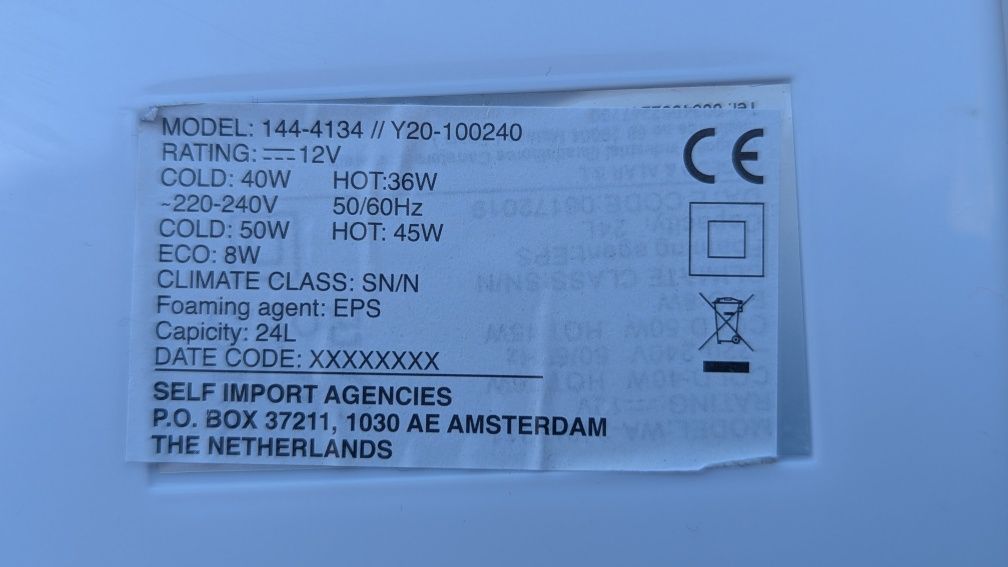 MODEL: 144-4134 // Y20-100240
RATING: ⎓ 12V
COLD: 40W HOT:36W
~220-240V 50/60Hz
COLD: 50W HOT: 45W
ECO: 8W
CLIMATE CLASS: SN/N
Foaming agent: EPS
Capicity: 24L
DATE CODE: XXXXXXXX
SELF IMPORT AGENCIES
P.O. BOX 37211, 1030 AE AMSTERDAM
THE NETHERLANDS
CE